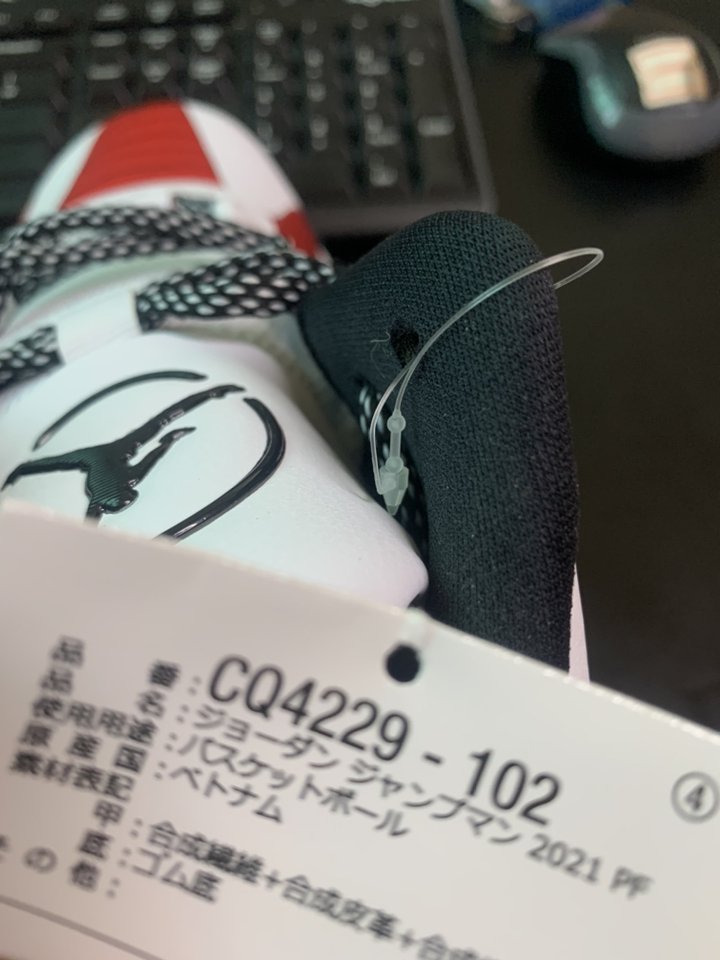 品番:CQ4229-102
品名:ジョーダン ジャンプマン 2021 PF
使用用途:バスケットボール
原産国:ベトナム
素材表記
甲:合成繊維+合成皮革+合成
底:ゴム底
その他:
④